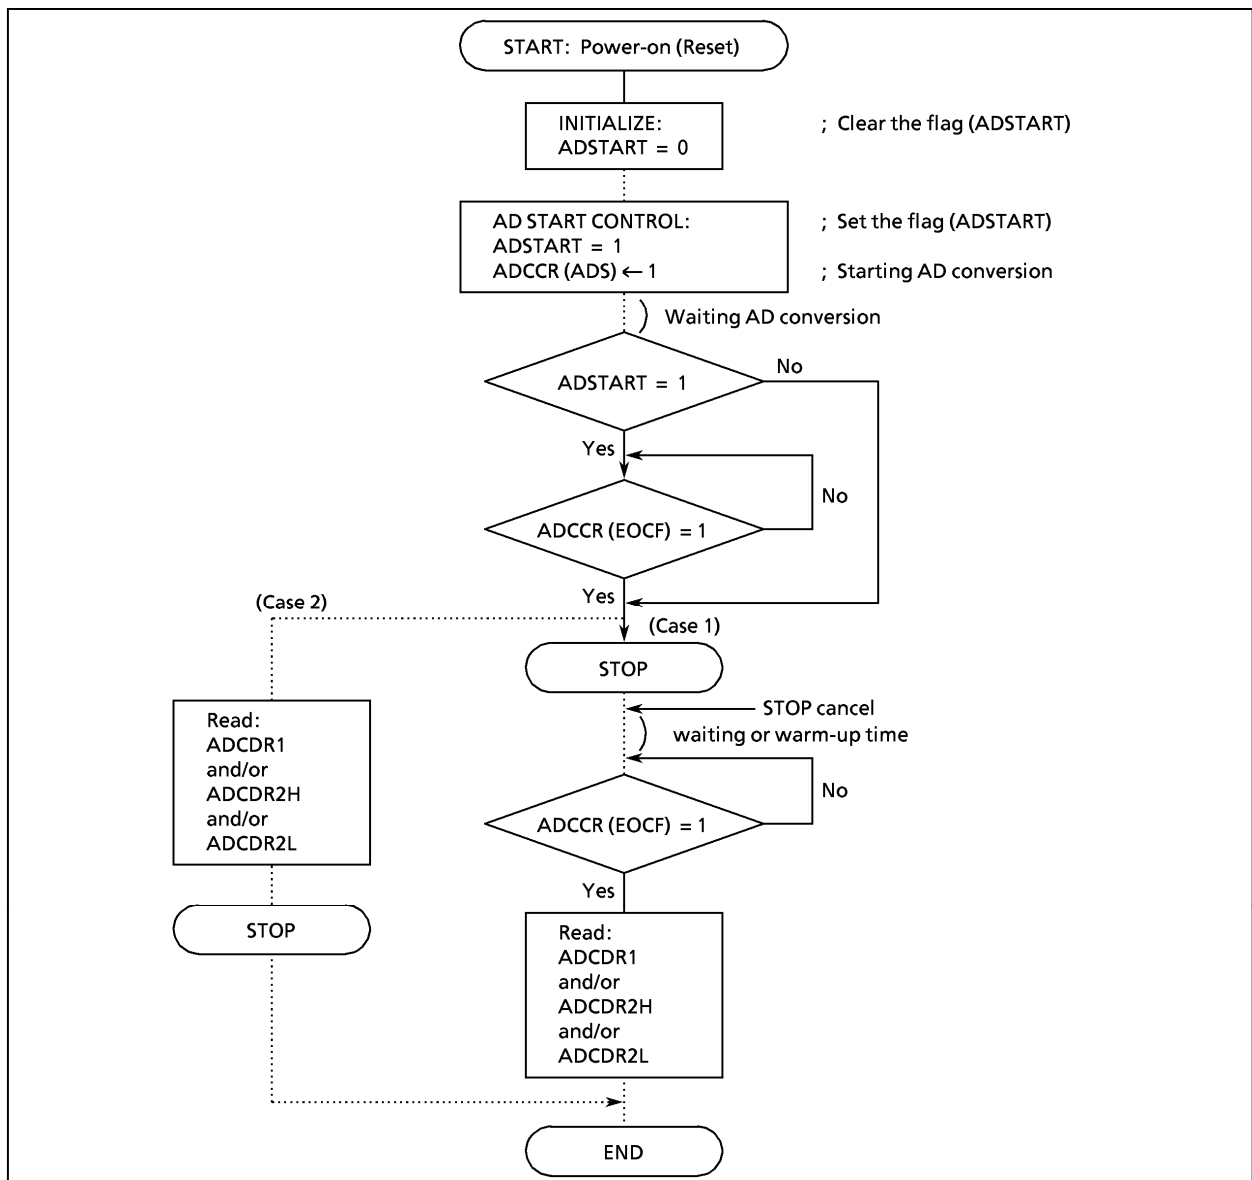 START: Power-on (Reset)
INITIALIZE:
ADSTART = 0
; Clear the flag (ADSTART)
AD START CONTROL:
ADSTART = 1
ADCCR (ADS) ← 1
; Set the flag (ADSTART)
; Starting AD conversion
Waiting AD conversion
ADSTART = 1
No
Yes
ADCCR (EOCF) = 1
No
Yes
(Case 2)
(Case 1)
STOP
STOP cancel
waiting or warm-up time
Read:
ADCDR1
and/or
ADCDR2H
and/or
ADCDR2L
STOP
ADCCR (EOCF) = 1
No
Yes
Read:
ADCDR1
and/or
ADCDR2H
and/or
ADCDR2L
END